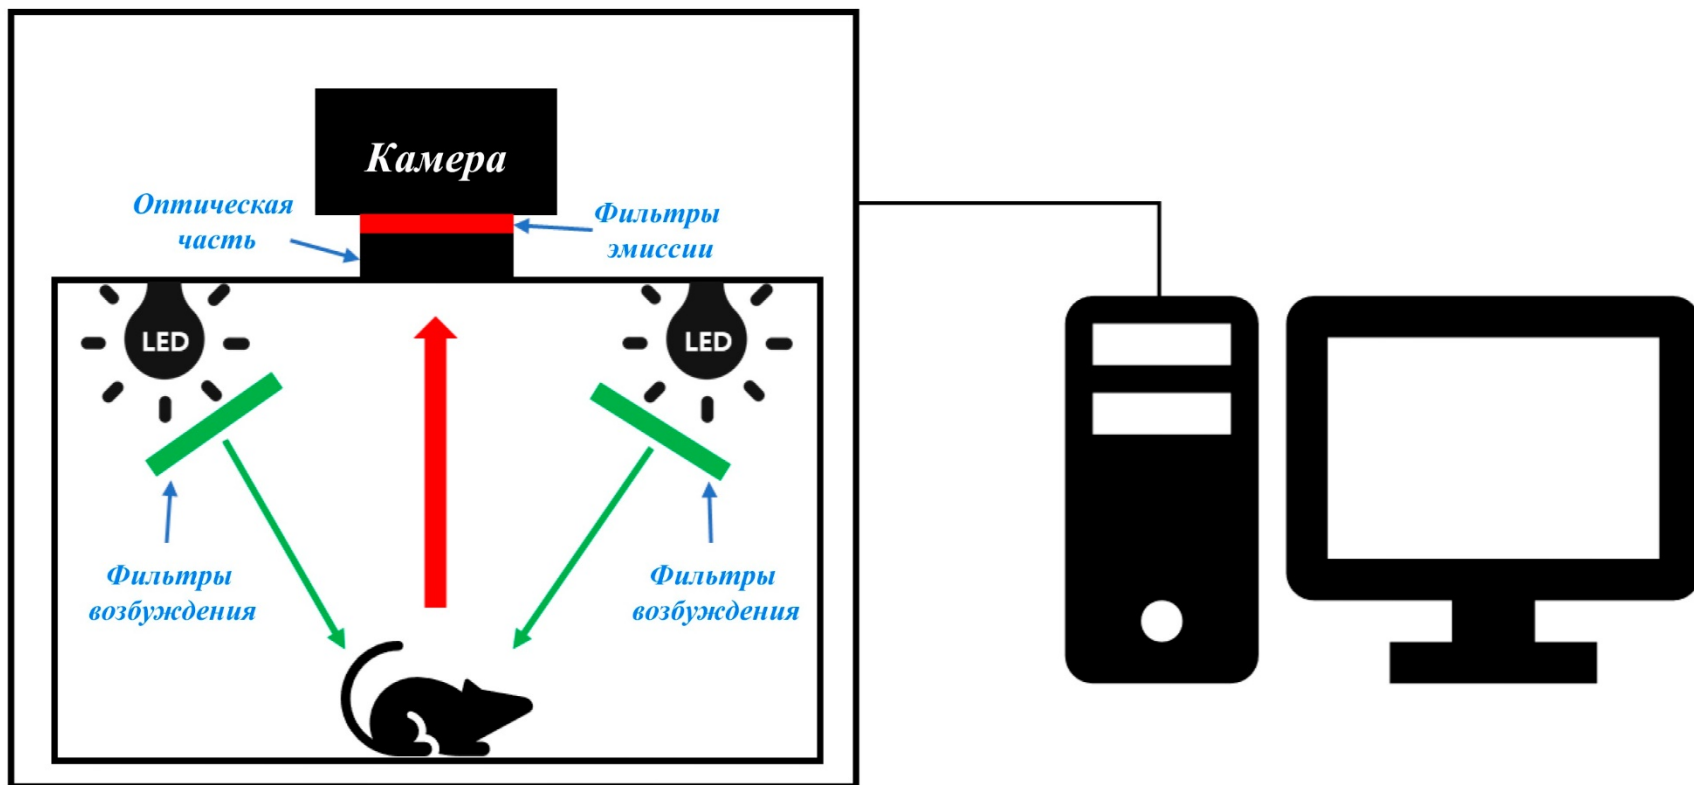 Камера
Оптическая
часть
Фильтры
эмиссии
LED
LED
Фильтры
возбуждения
Фильтры
возбуждения